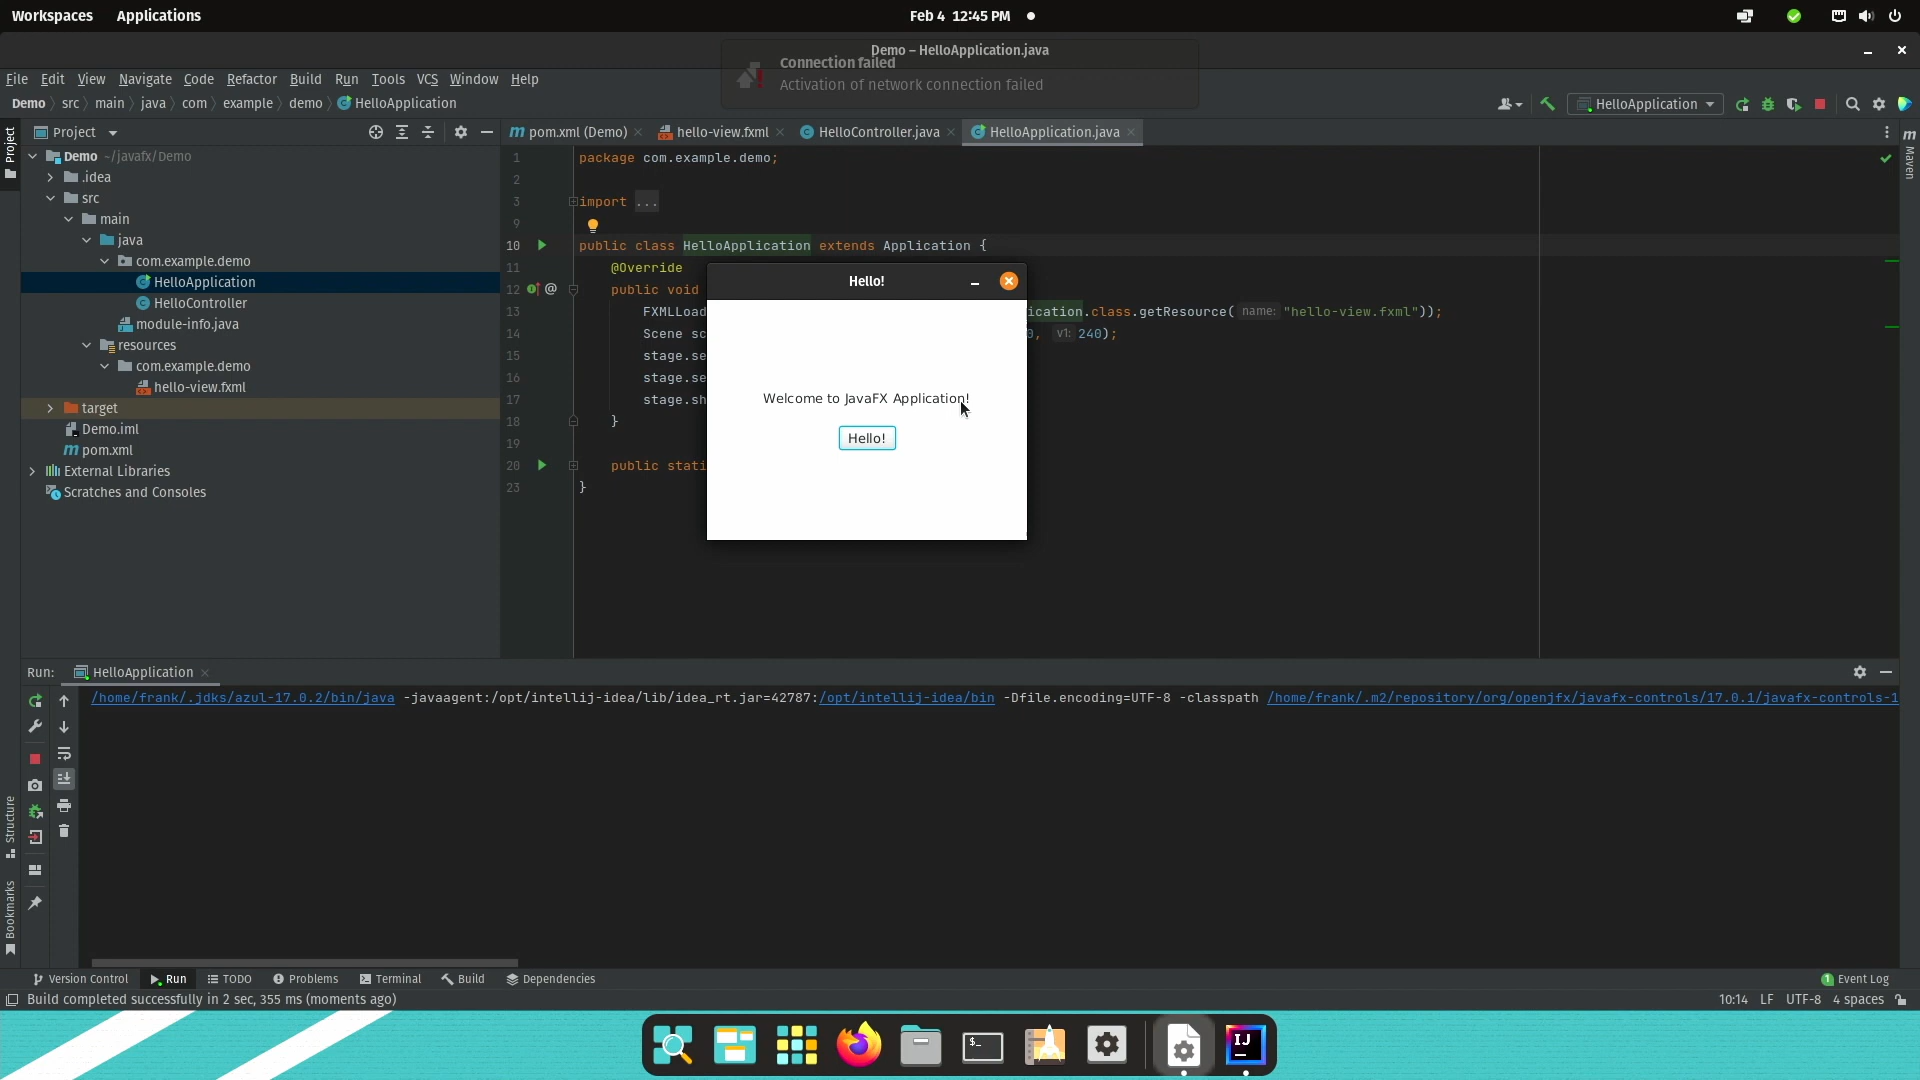 Workspaces Applications Feb 4 12:45 PM
Demo – HelloApplication.java
Connection failed
Activation of network connection failed
File Edit View Navigate Code Refactor Build Run Tools VCS Window Help
Demo src main java com example demo HelloApplication
HelloApplication
Project
pom.xml (Demo) hello-view.fxml HelloController.java HelloApplication.java
Project
Maven
Demo ~/javafx/Demo
.idea
src
main
java
com.example.demo
HelloApplication
HelloController
module-info.java
resources
com.example.demo
hello-view.fxml
target
Demo.iml
pom.xml
External Libraries
Scratches and Consoles
1 package com.example.demo;
2
3 import ...
9
10 public class HelloApplication extends Application {
11 @Override
12 @ public void
13 FXMLLoad ication.class.getResource( name: "hello-view.fxml"));
14 Scene sc 0, v1: 240);
15 stage.se
16 stage.se
17 stage.sh
18 }
19
20 public stati
23 }
Hello!
Welcome to JavaFX Application!
Hello!
Run: HelloApplication
/home/frank/.jdks/azul-17.0.2/bin/java -javaagent:/opt/intellij-idea/lib/idea_rt.jar=42787:/opt/intellij-idea/bin -Dfile.encoding=UTF-8 -classpath /home/frank/.m2/repository/org/openjfx/javafx-controls/17.0.1/javafx-controls-1
Structure
Bookmarks
Version Control Run TODO Problems Terminal Build Dependencies 1 Event Log
Build completed successfully in 2 sec, 355 ms (moments ago) 10:14 LF UTF-8 4 spaces
$_
IJ